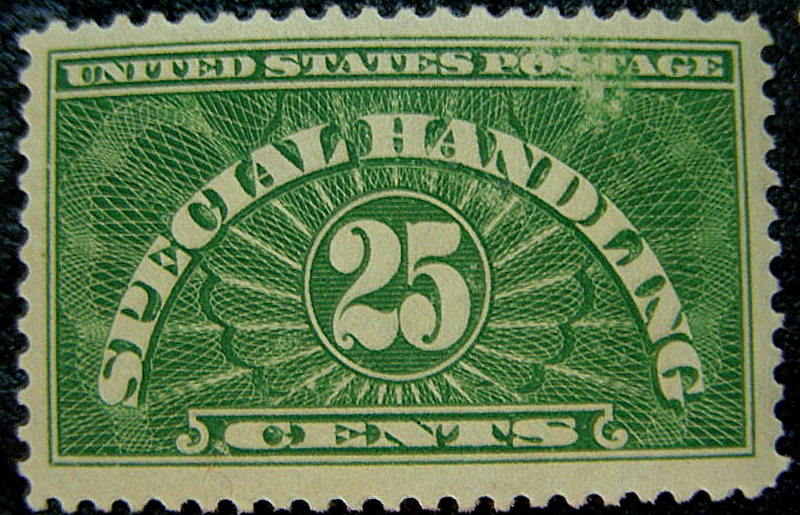 UNITED STATES POSTAGE
SPECIAL HANDLING
25
CENTS